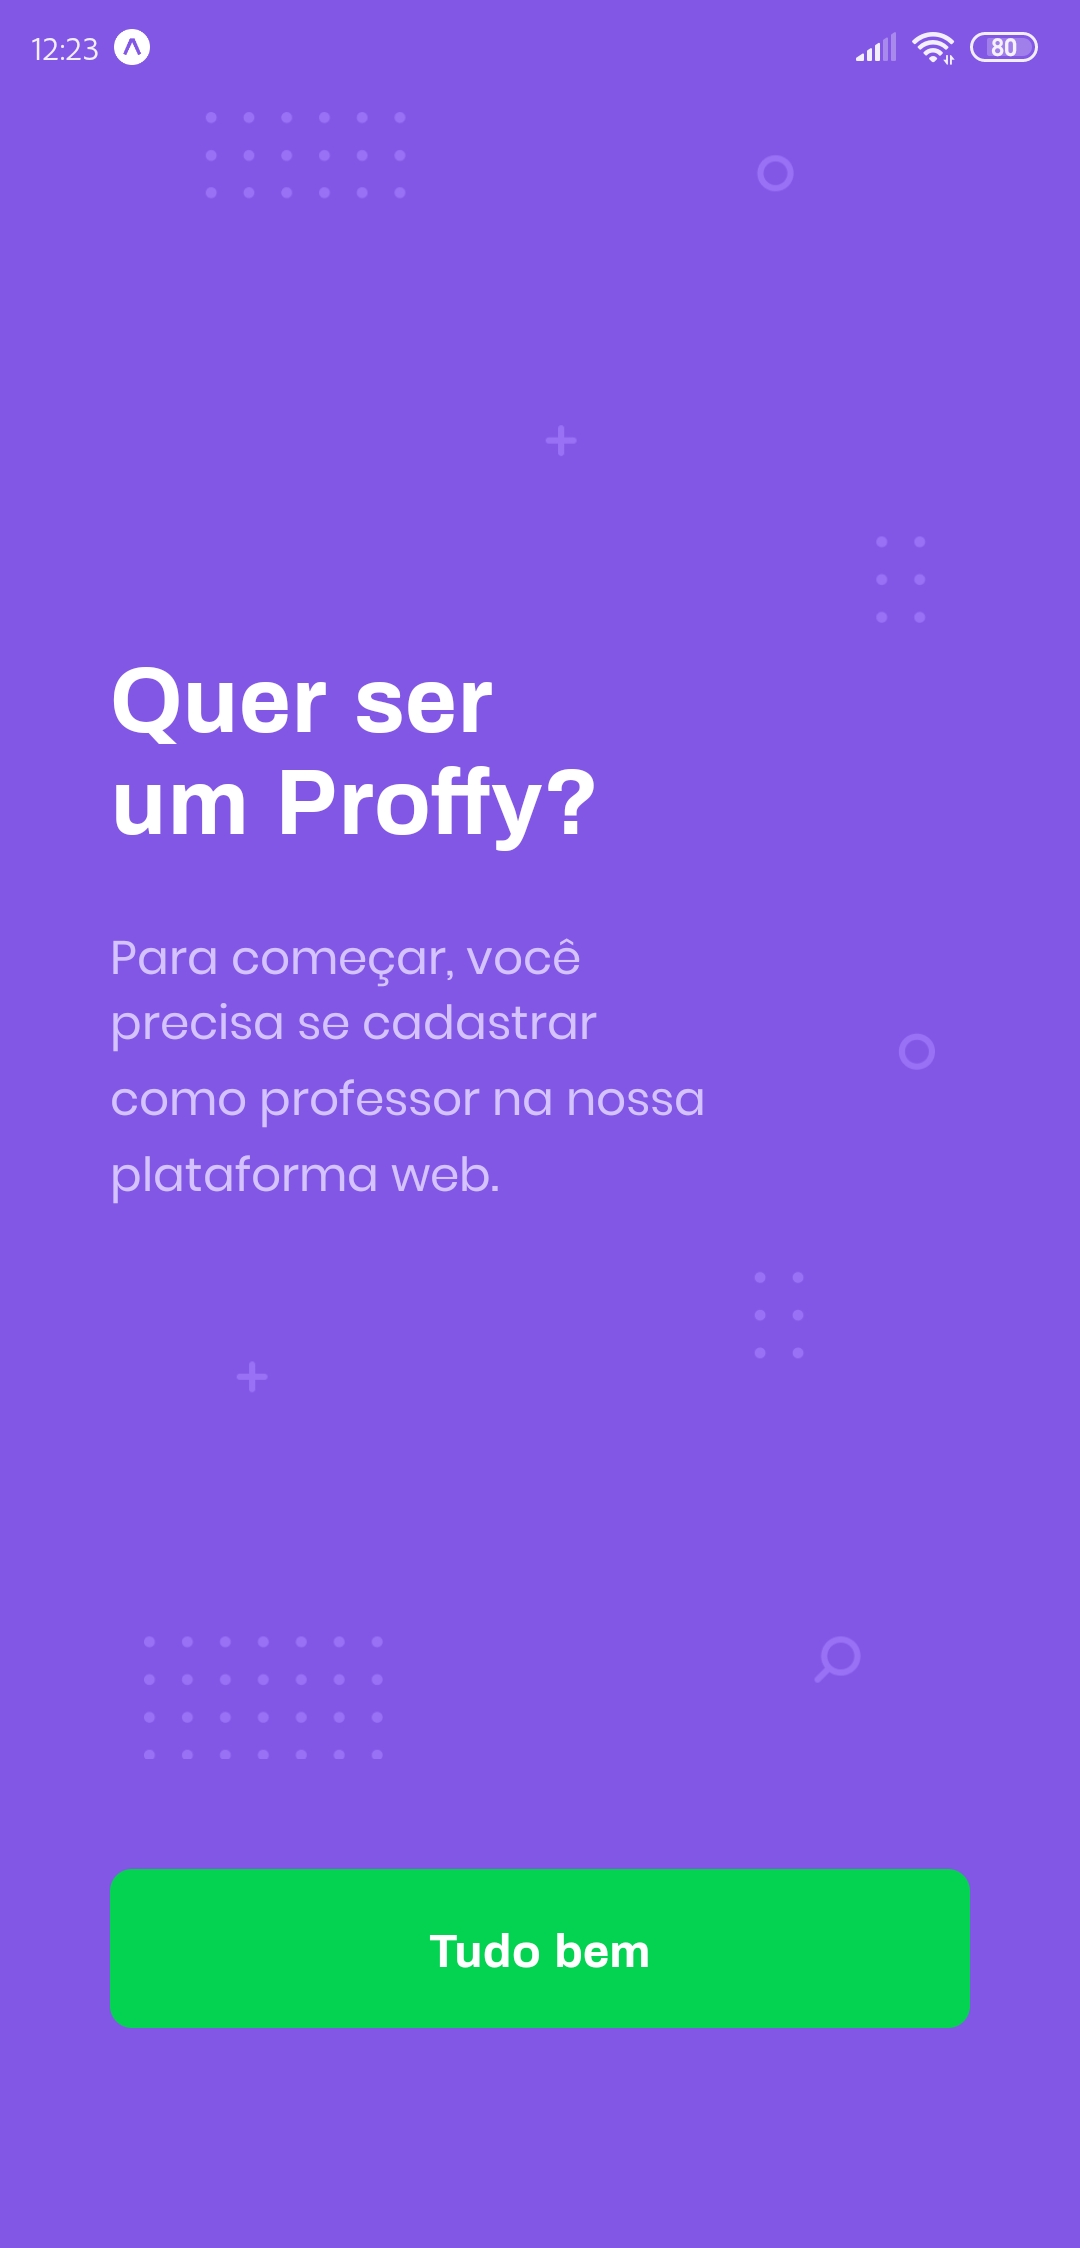 12:23
80
Quer ser
um Proffy?
Para começar, você
precisa se cadastrar
como professor na nossa
plataforma web.
Tudo bem